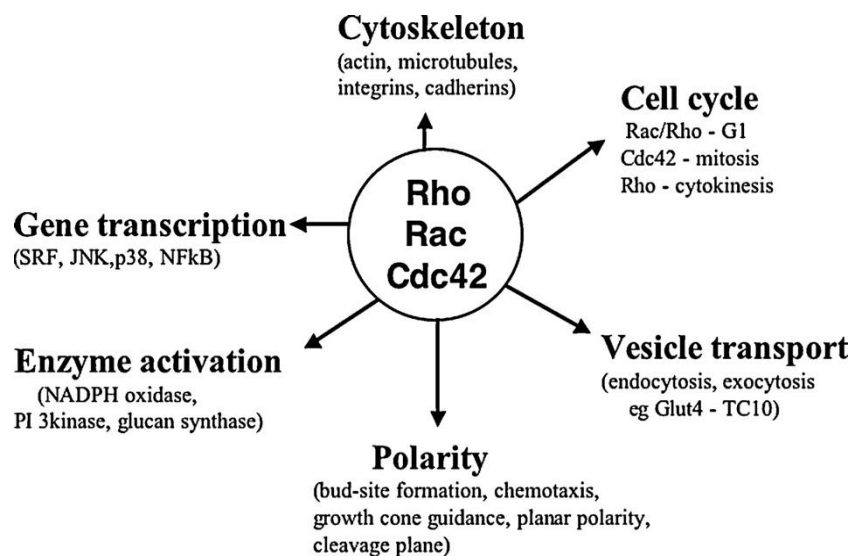 Cytoskeleton
(actin, microtubules,
integrins, cadherins)
Cell cycle
Rac/Rho - G1
Cdc42 - mitosis
Rho - cytokinesis
Rho
Rac
Cdc42
Gene transcription
(SRF, JNK,p38, NFkB)
Enzyme activation
(NADPH oxidase,
PI 3kinase, glucan synthase)
Vesicle transport
(endocytosis, exocytosis
eg Glut4 - TC10)
Polarity
(bud-site formation, chemotaxis,
growth cone guidance, planar polarity,
cleavage plane)